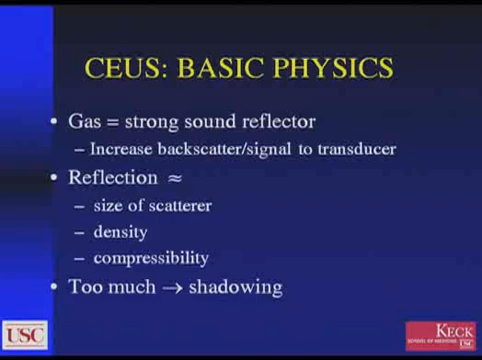 CEUS: BASIC PHYSICS
• Gas = strong sound reflector
– Increase backscatter/signal to transducer
• Reflection ≈
– size of scatterer
– density
– compressibility
• Too much → shadowing
USC
KECK
SCHOOL OF MEDICINE
USC